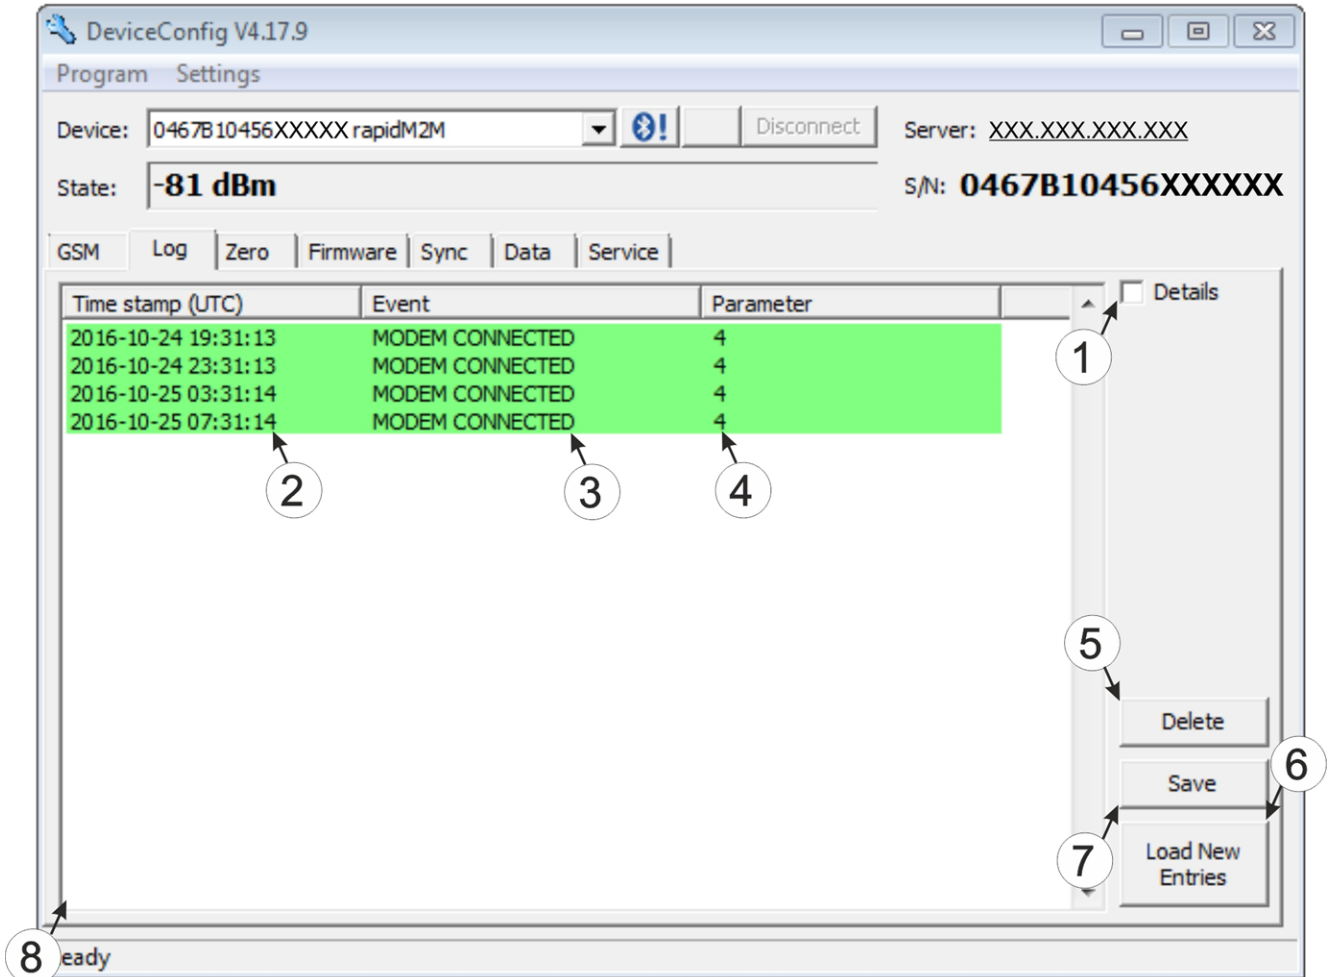 DeviceConfig V4.17.9
Program Settings
Device: 0467B10456XXXXX rapidM2M Disconnect Server: XXX.XXX.XXX.XXX
State: -81 dBm S/N: 0467B10456XXXXXX
GSM Log Zero Firmware Sync Data Service
Time stamp (UTC) Event Parameter Details
2016-10-24 19:31:13 MODEM CONNECTED 4
1
2016-10-24 23:31:13 MODEM CONNECTED 4
2016-10-25 03:31:14 MODEM CONNECTED 4
2016-10-25 07:31:14 MODEM CONNECTED 4
2 3 4
5
Delete
6
Save
7
Load New
Entries
8 eady